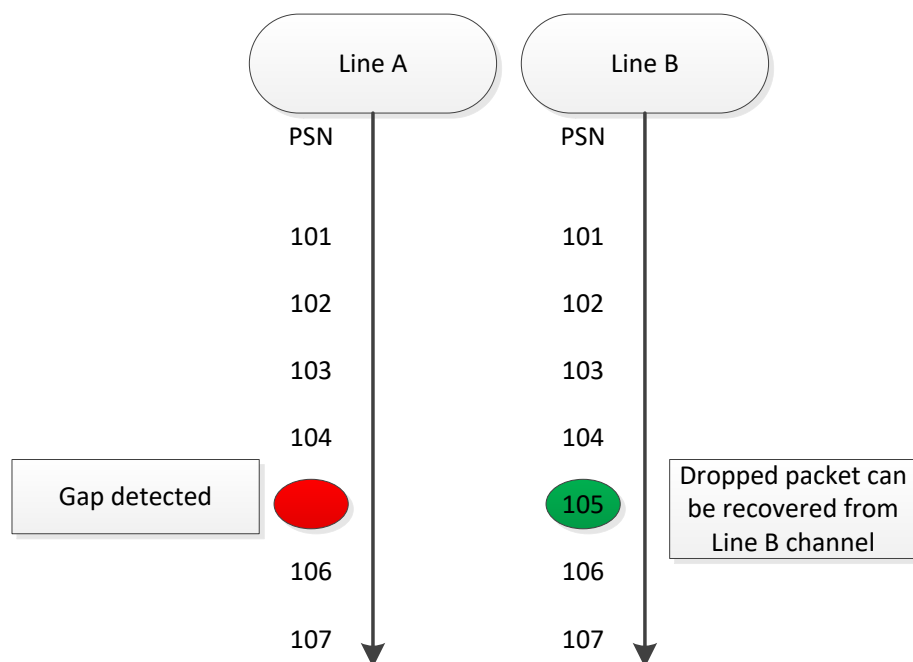 Line A
Line B
PSN
PSN
101
101
102
102
103
103
104
104
Gap detected
105
Dropped packet can
be recovered from
Line B channel
106
106
107
107